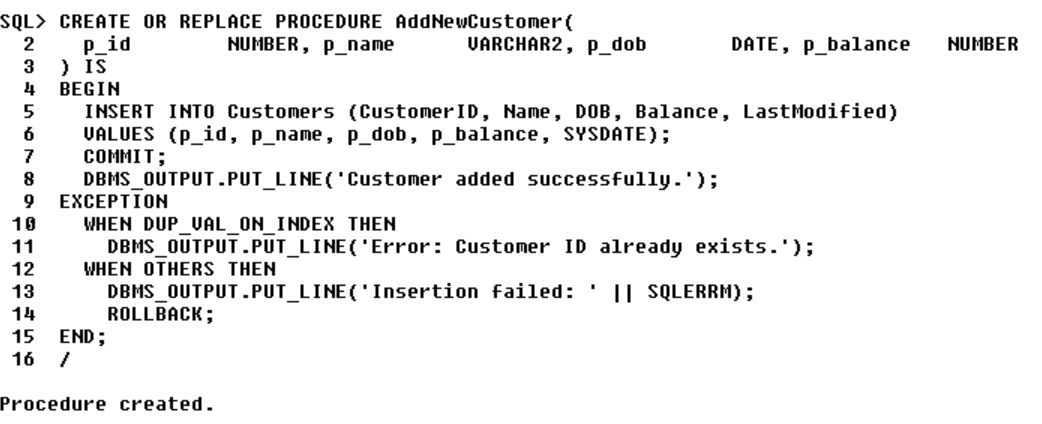 SQL> CREATE OR REPLACE PROCEDURE AddNewCustomer(
  2    p_id        NUMBER, p_name      VARCHAR2, p_dob       DATE, p_balance   NUMBER
  3  ) IS
  4  BEGIN
  5    INSERT INTO Customers (CustomerID, Name, DOB, Balance, LastModified)
  6    VALUES (p_id, p_name, p_dob, p_balance, SYSDATE);
  7    COMMIT;
  8    DBMS_OUTPUT.PUT_LINE('Customer added successfully.');
  9  EXCEPTION
 10    WHEN DUP_VAL_ON_INDEX THEN
 11      DBMS_OUTPUT.PUT_LINE('Error: Customer ID already exists.');
 12    WHEN OTHERS THEN
 13      DBMS_OUTPUT.PUT_LINE('Insertion failed: ' || SQLERRM);
 14      ROLLBACK;
 15  END;
 16  /
Procedure created.